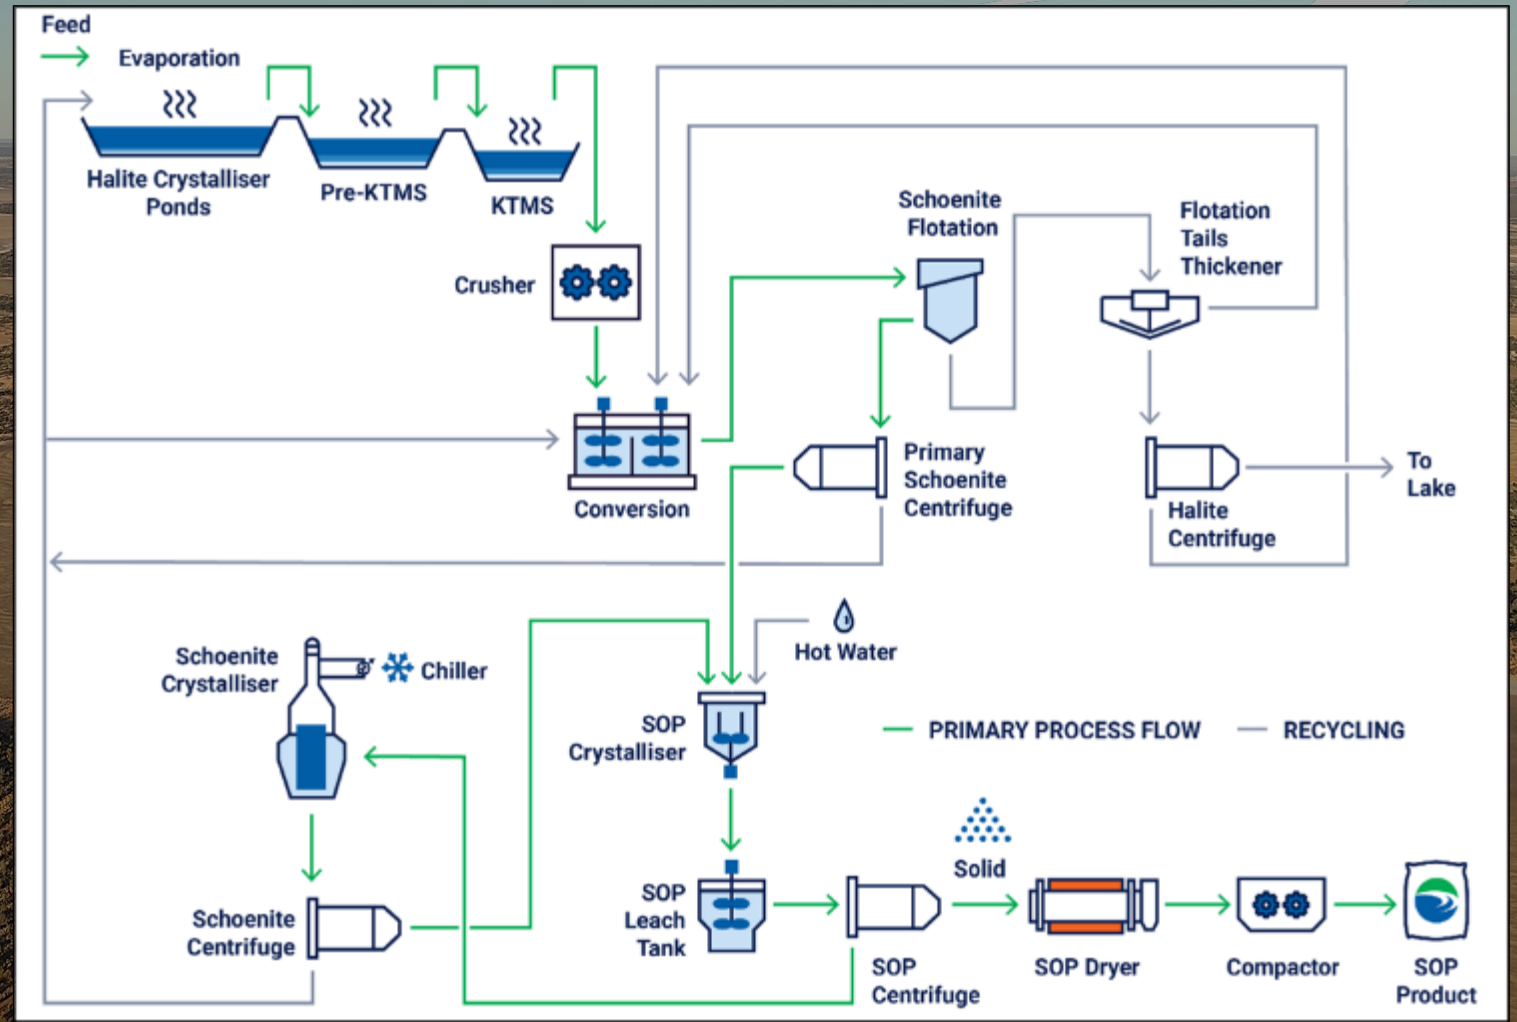 Feed
Evaporation
Halite Crystalliser
Ponds
Pre-KTMS
KTMS
Crusher
Schoenite
Flotation
Flotation
Tails
Thickener
Conversion
Primary
Schoenite
Centrifuge
Halite
Centrifuge
To
Lake
Hot Water
Schoenite
Crystalliser
Chiller
SOP
Crystalliser
PRIMARY PROCESS FLOW
RECYCLING
Solid
SOP
Leach
Tank
Schoenite
Centrifuge
SOP
Centrifuge
SOP Dryer
Compactor
SOP
Product